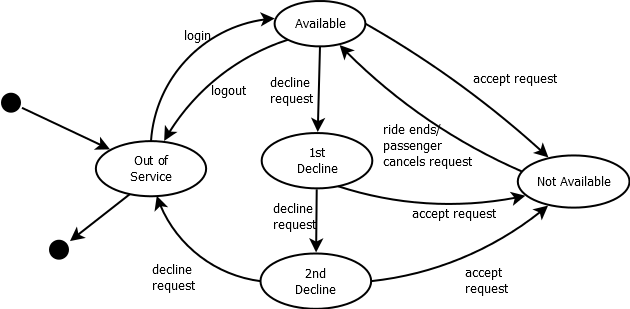 Available
login
logout
decline
request
accept request
ride ends/
passenger
cancels request
Out of
Service
1st
Decline
Not Available
accept request
decline
request
decline
request
2nd
Decline
accept
request